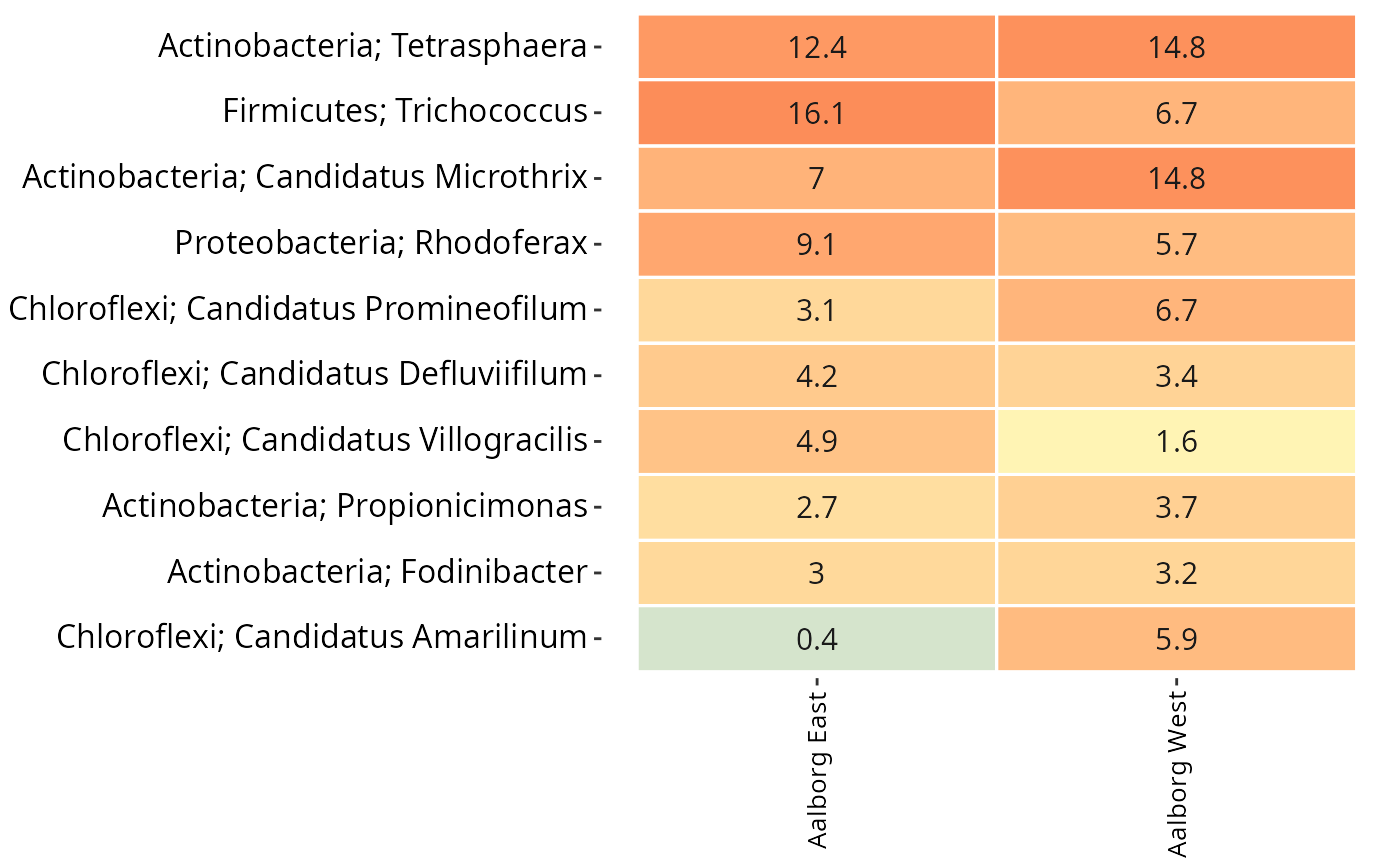 Actinobacteria; Tetrasphaera 12.4 14.8
Firmicutes; Trichococcus 16.1 6.7
Actinobacteria; Candidatus Microthrix 7 14.8
Proteobacteria; Rhodoferax 9.1 5.7
Chloroflexi; Candidatus Promineofilum 3.1 6.7
Chloroflexi; Candidatus Defluviifilum 4.2 3.4
Chloroflexi; Candidatus Villogracilis 4.9 1.6
Actinobacteria; Propionicimonas 2.7 3.7
Actinobacteria; Fodinibacter 3 3.2
Chloroflexi; Candidatus Amarilinum 0.4 5.9
Aalborg East
Aalborg West